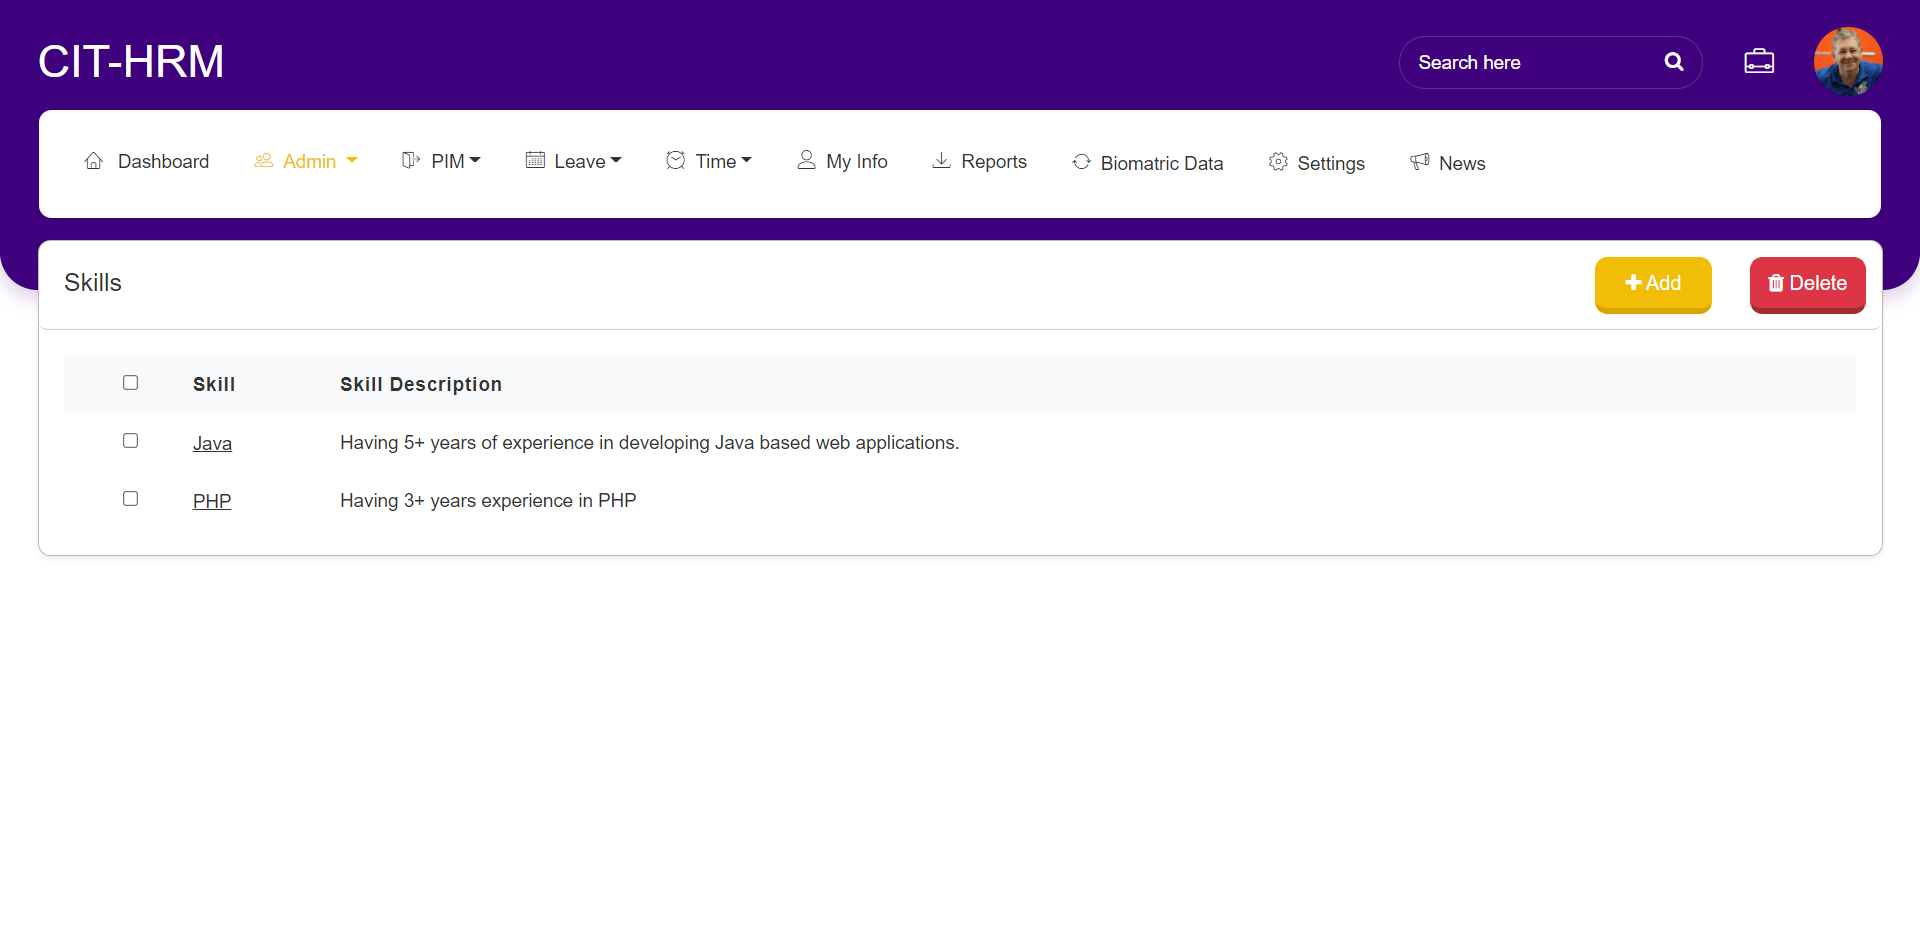 CIT-HRM
Search here
Dashboard Admin PIM Leave Time My Info Reports Biomatric Data Settings News
Skills
Add Delete
Skill Skill Description
Java Having 5+ years of experience in developing Java based web applications.
PHP Having 3+ years experience in PHP